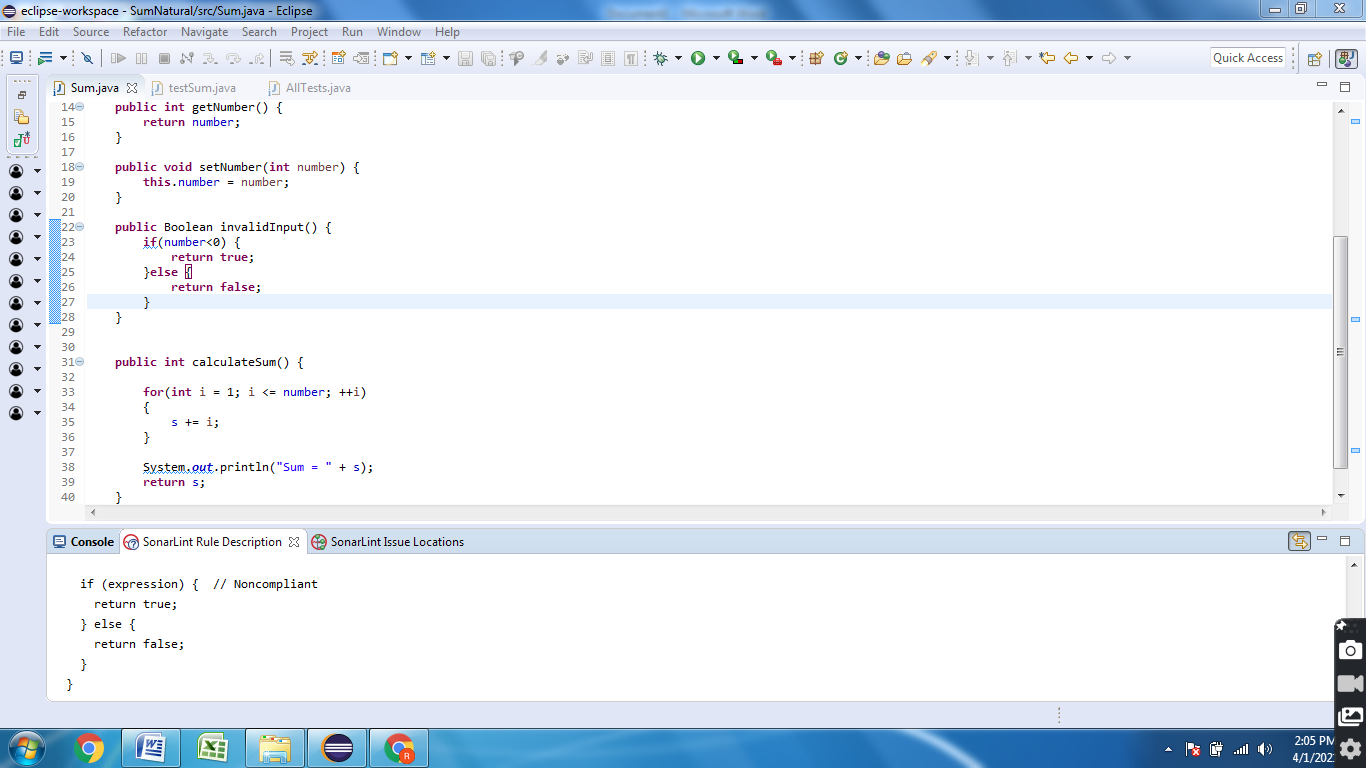 eclipse-workspace - SumNatural/src/Sum.java - Eclipse
File Edit Source Refactor Navigate Search Project Run Window Help
Quick Access
Sum.java testSum.java AllTests.java
14 public int getNumber() {
15 return number;
16 }
17
18 public void setNumber(int number) {
19 this.number = number;
20 }
21
22 public Boolean invalidInput() {
23 if(number<0) {
24 return true;
25 }else {
26 return false;
27 }
28 }
29
30
31 public int calculateSum() {
32
33 for(int i = 1; i <= number; ++i)
34 {
35 s += i;
36 }
37
38 System.out.println("Sum = " + s);
39 return s;
40 }
Console SonarLint Rule Description SonarLint Issue Locations
if (expression) { // Noncompliant
return true;
} else {
return false;
}
}
2:05 PM
4/1/202